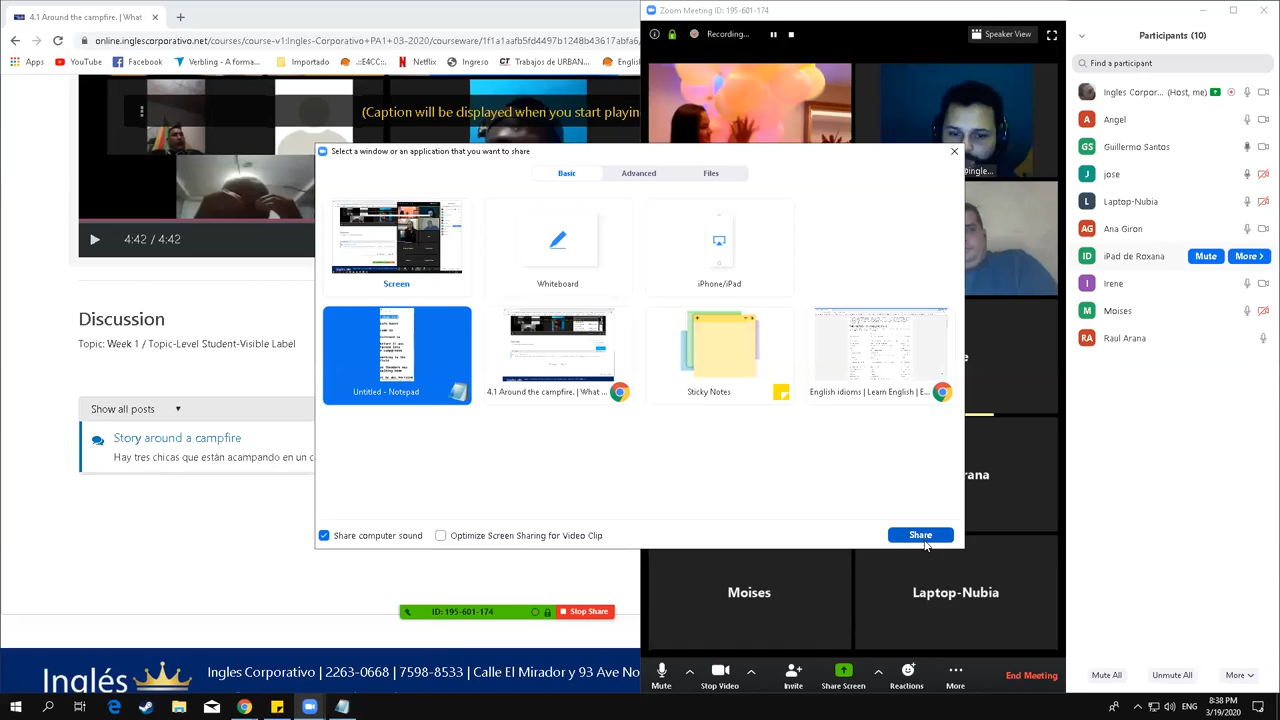 4.1 Around the campfire. | What
online.inglescorporativo.com/courses/course
Apps
YouTube
Facebook
Verbling - A forma...
Importado
E4CC:.
Netflix
Ingreso
Trabajos de URBAN...
English
(Caption will be displayed when you start playin
4:42 / 4:42
Discussion
Topic: Week 1 / Topic-Level Student-Visible Label
Show all posts
Story around a campfire
Hay tres chicas que están acampando en un c
ID: 195-601-174
Stop Share
Inglés
Ingles Corporativo | 2263-0668 | 7598-8533 | Calle El Mirador y 93 Ave No
Zoom Meeting ID: 195-601-174
Recording...
Speaker View
@ingle...
Select a window or an application that you want to share
Basic
Advanced
Files
Screen
Whiteboard
iPhone/iPad
Untitled - Notepad
4.1 Around the campfire. | What ...
Sticky Notes
English idioms | Learn English | E...
Share computer sound
Optimize Screen Sharing for Video Clip
Share
rana
Moises
Laptop-Nubia
Mute
Stop Video
Invite
Share Screen
Reactions
More
End Meeting
Participants (10)
Find a participant
Ingles Corpor... (Host, me)
A Angel
GS Guillermo Santos
J jose
L Laptop-Nubia
AG Ana Giron
ID iPad de Roxana
Mute
More >
I Irene
M Moises
RA Raul Arana
Mute All
Unmute All
More
ENG
8:38 PM
3/19/2020